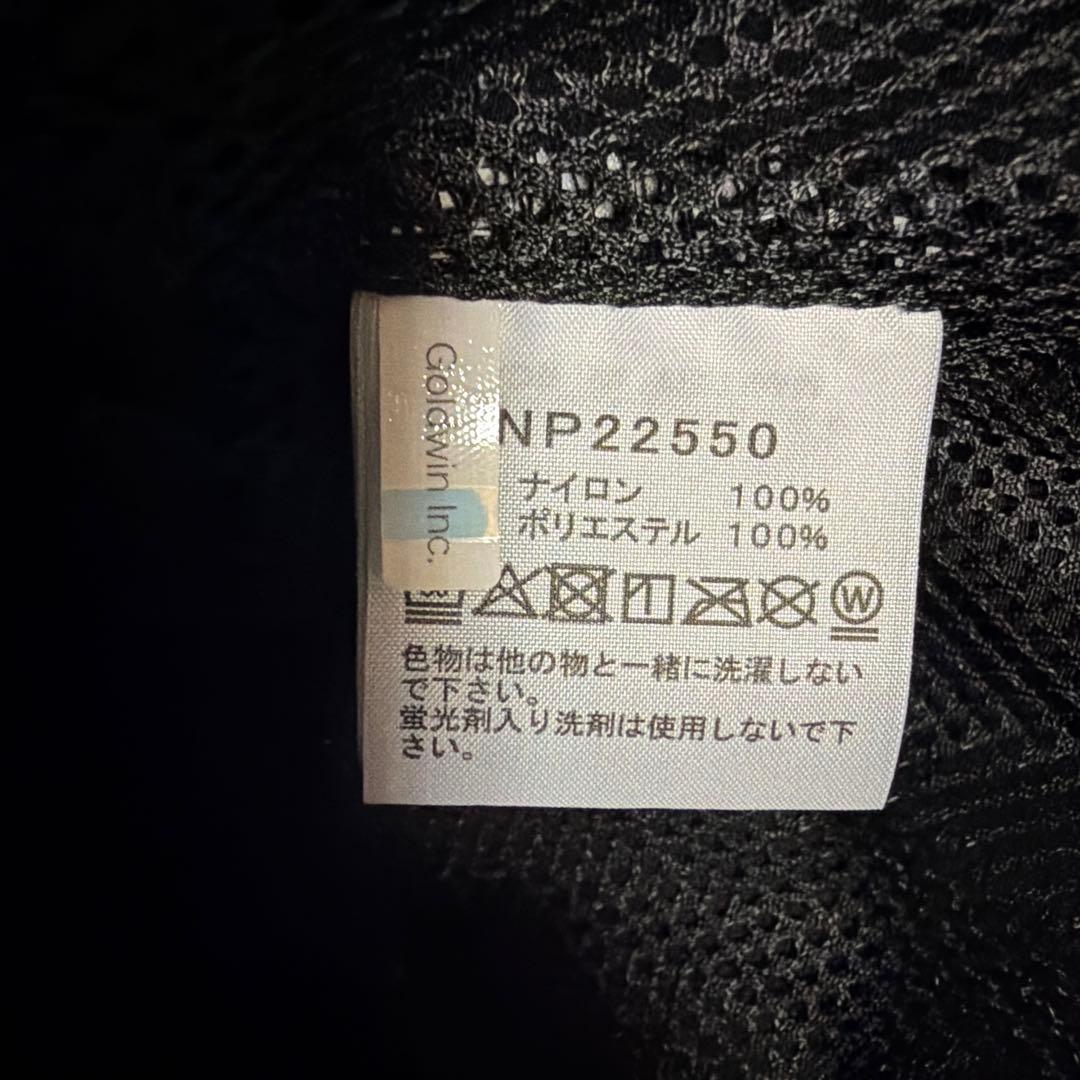 Goldwin Inc.
NP22550
ナイロン 100%
ポリエステル 100%
W
色物は他の物と一緒に洗濯しない
で下さい。
蛍光剤入り洗剤は使用しないで下
さい。